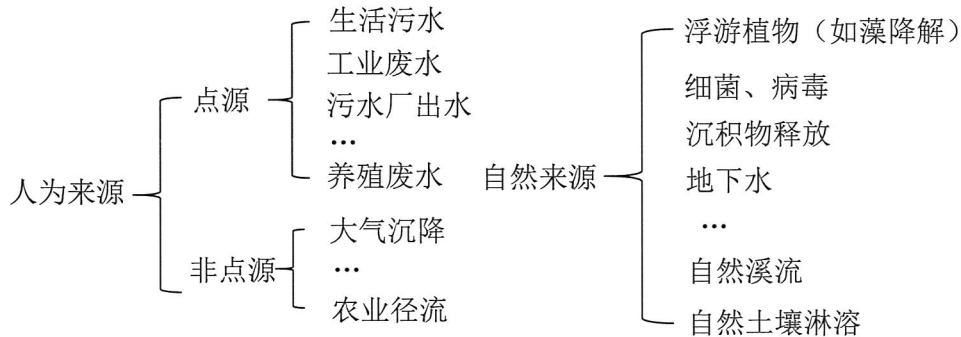 人为来源
点源
生活污水
工业废水
污水厂出水
…
养殖废水
非点源
大气沉降
…
农业径流
自然来源
浮游植物（如藻降解）
细菌、病毒
沉积物释放
地下水
…
自然溪流
自然土壤淋溶